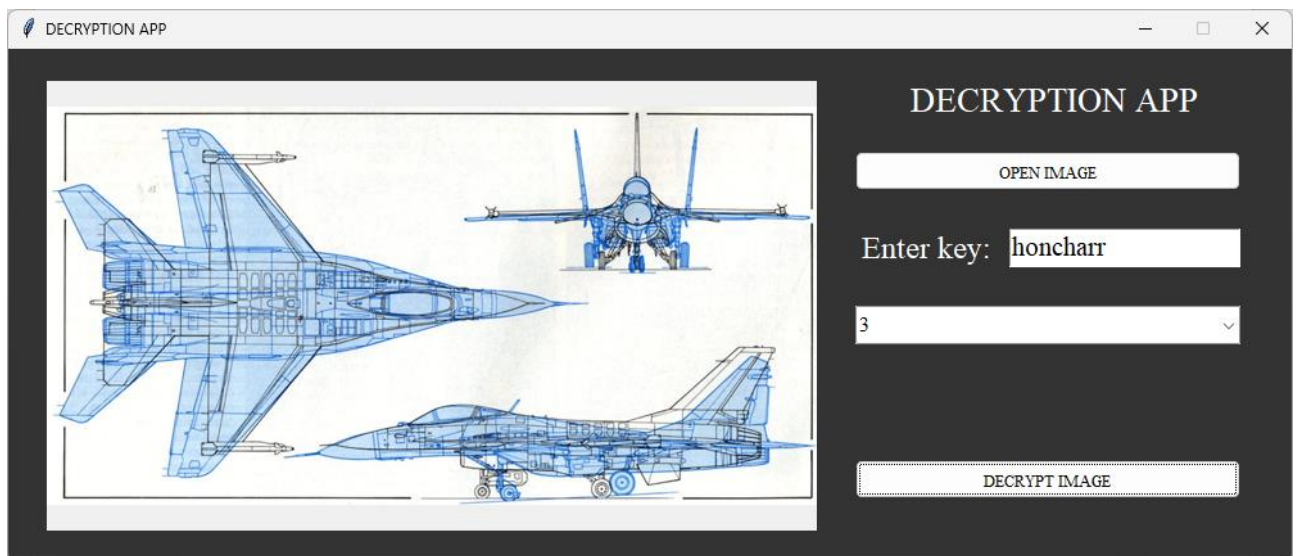 DECRYPTION APP
DECRYPTION APP
OPEN IMAGE
Enter key: honcharr
3
DECRYPT IMAGE